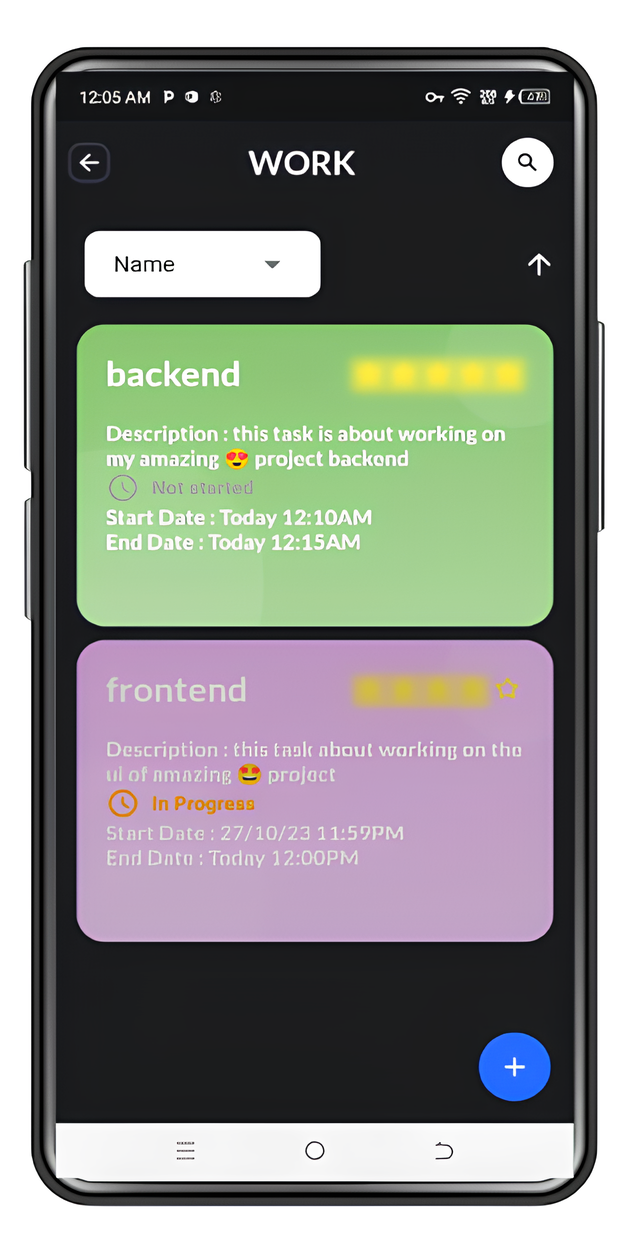 12:05 AM
WORK
Name
backend
Description : this task is about working on
my amazing 😍 project backend
Not started
Start Date : Today 12:10AM
End Date : Today 12:15AM
frontend
Description : this task about working on the
ui of amazing 🤩 project
In Progress
Start Date : 27/10/23 11:59PM
End Date : Today 12:00PM